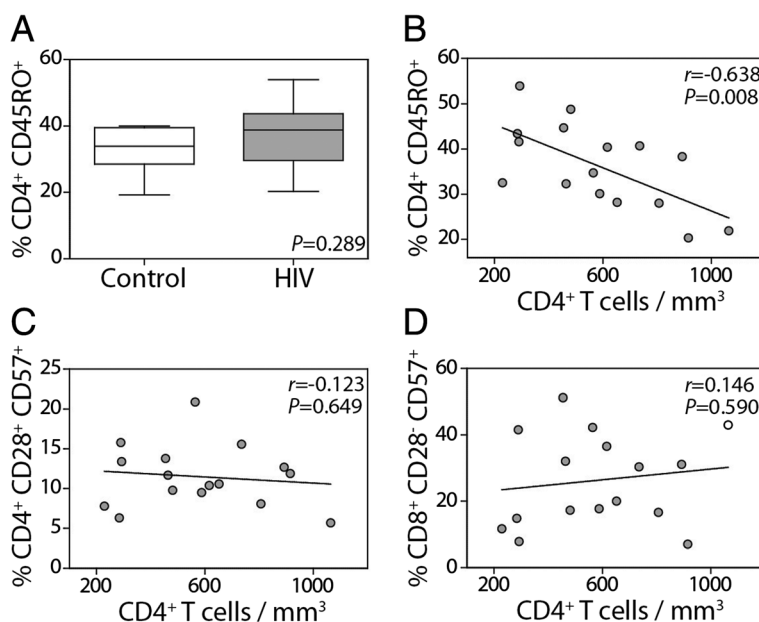 A
% CD4⁺ CD45RO⁺
60
40
20
0
P=0.289
Control
HIV
B
% CD4⁺ CD45RO⁺
60
50
40
30
20
r=-0.638
P=0.008
200
600
1000
CD4⁺ T cells / mm³
C
% CD4⁺ CD28⁺ CD57⁺
25
20
15
10
5
0
r=-0.123
P=0.649
200
600
1000
CD4⁺ T cells / mm³
D
% CD8⁺ CD28⁻ CD57⁺
60
40
20
0
r=0.146
P=0.590
200
600
1000
CD4⁺ T cells / mm³